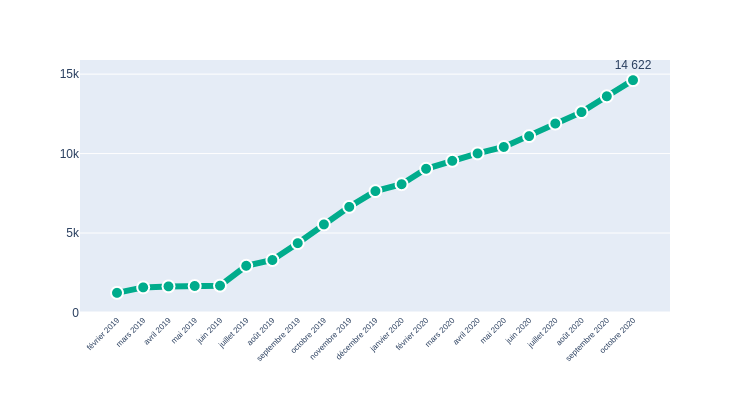 14 622
15k
10k
5k
0
février 2019
mars 2019
avril 2019
mai 2019
juin 2019
juillet 2019
août 2019
septembre 2019
octobre 2019
novembre 2019
décembre 2019
janvier 2020
février 2020
mars 2020
avril 2020
mai 2020
juin 2020
juillet 2020
août 2020
septembre 2020
octobre 2020